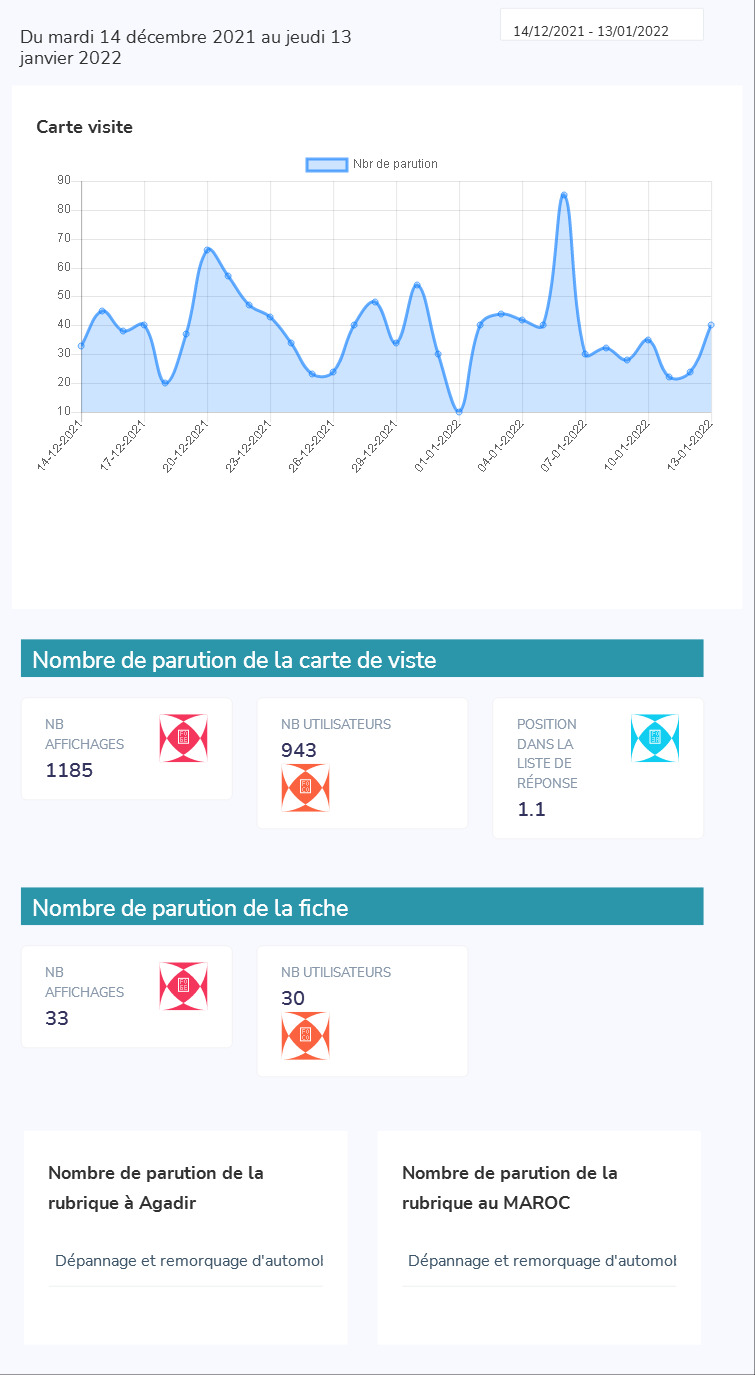 Du mardi 14 décembre 2021 au jeudi 13
janvier 2022
14/12/2021 - 13/01/2022
Carte visite
Nbr de parution
90
80
70
60
50
40
30
20
10
14-12-2021
17-12-2021
20-12-2021
23-12-2021
26-12-2021
29-12-2021
01-01-2022
04-01-2022
07-01-2022
10-01-2022
13-01-2022
Nombre de parution de la carte de viste
NB
AFFICHAGES
1185
NB UTILISATEURS
943
POSITION
DANS LA
LISTE DE
RÉPONSE
1.1
Nombre de parution de la fiche
NB
AFFICHAGES
33
NB UTILISATEURS
30
Nombre de parution de la
rubrique à Agadir
Dépannage et remorquage d'automol
Nombre de parution de la
rubrique au MAROC
Dépannage et remorquage d'automol